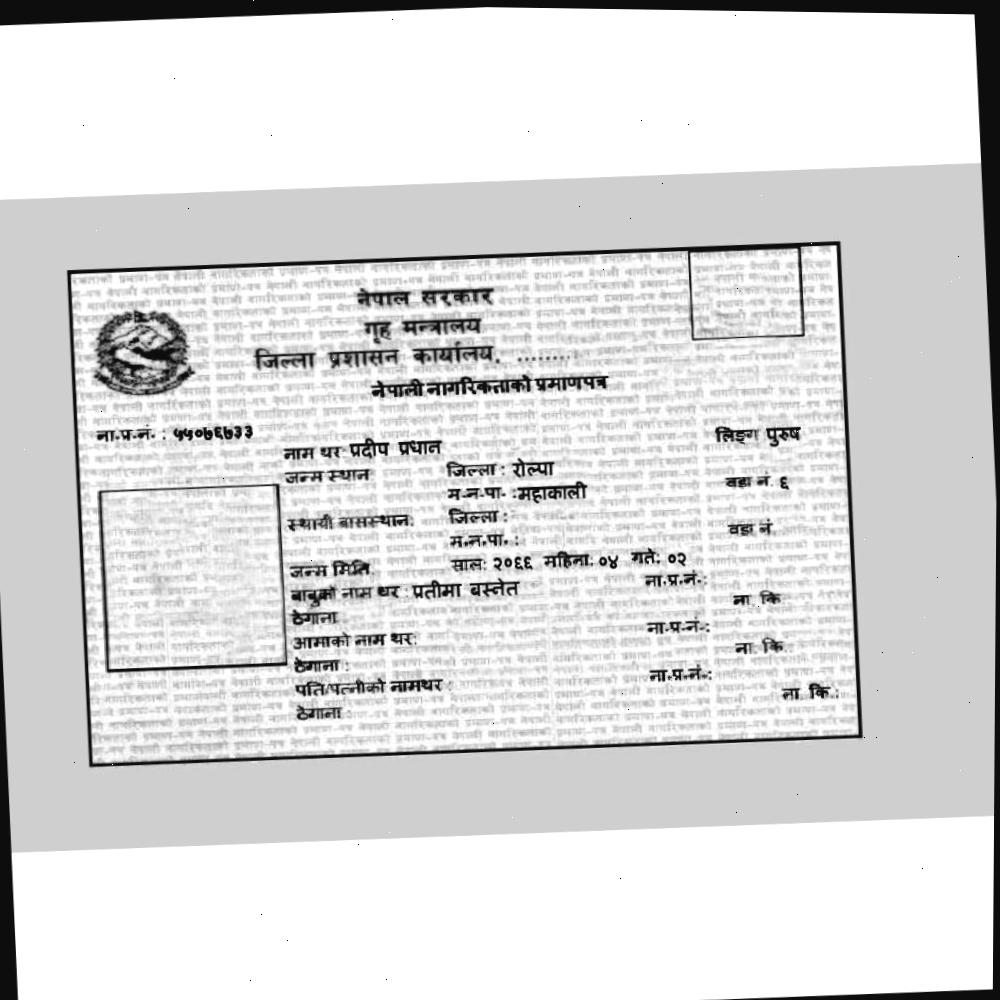 नेपाल सरकार
गृह मन्त्रालय
जिल्ला प्रशासन कार्यालय, ........
नेपाली नागरिकताको प्रमाणपत्र
ना.प्र.नं. : ५५०७६७३३
लिङ्ग पुरुष
नाम थर प्रदीप प्रधान
जन्म स्थान जिल्ला : रोल्पा
म.न.पा. :महाकाली वडा नं. ६
स्थायी बासस्थान: जिल्ला :
म.न.पा. : वडा नं.
जन्म मिति साल: २०६६ महिना: ०४ गते: ०२
बाबुको नाम थर : प्रतीमा बस्नेत ना.प्र.नं.:
ठेगाना ना. कि.
आमाको नाम थर: ना.प्र.नं.:
ठेगाना : ना. कि.:
पति/पत्नीको नामथर : ना.प्र.नं.:
ठेगाना : ना. कि.: